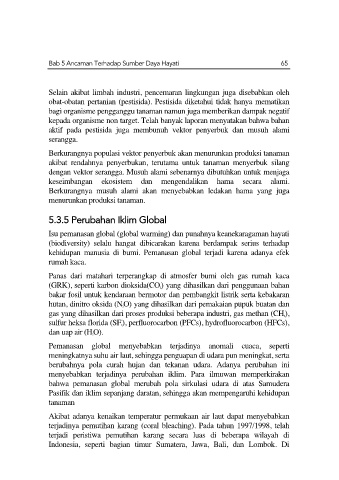 Bab 5 Ancaman Terhadap Sumber Daya Hayati 65
Selain akibat limbah industri, pencemaran lingkungan juga disebabkan oleh
obat-obatan pertanian (pestisida). Pestisida diketahui tidak hanya mematikan
bagi organisme pengganggu tanaman namun juga memberikan dampak negatif
kepada organisme non target. Telah banyak laporan menyatakan bahwa bahan
aktif pada pestisida juga membunuh vektor penyerbuk dan musuh alami
serangga.
Berkurangnya populasi vektor penyerbuk akan menurunkan produksi tanaman
akibat rendahnya penyerbukan, terutama untuk tanaman menyerbuk silang
dengan vektor serangga. Musuh alami sebenarnya dibutuhkan untuk menjaga
keseimbangan ekosistem dan mengendalikan hama secara alami.
Berkurangnya musuh alami akan menyebabkan ledakan hama yang juga
menurunkan produksi tanaman.
5.3.5 Perubahan Iklim Global
Isu pemanasan global (global warming) dan punahnya keanekaragaman hayati
(biodiversity) selalu hangat dibicarakan karena berdampak serius terhadap
kehidupan manusia di bumi. Pemanasan global terjadi karena adanya efek
rumah kaca.
Panas dari matahari terperangkap di atmosfer bumi oleh gas rumah kaca
(GRK), seperti karbon dioksida(CO₂) yang dihasilkan dari penggunaan bahan
bakar fosil untuk kendaraan bermotor dan pembangkit listrik serta kebakaran
hutan, dinitro oksida (N₂O) yang dihasilkan dari pemakaian pupuk buatan dan
gas yang dihasilkan dari proses produksi beberapa industri, gas methan (CH₄),
sulfur heksa florida (SF₆), perfluorocarbon (PFCs), hydrofluorocarbon (HFCs),
dan uap air (H₂O).
Pemanasan global menyebabkan terjadinya anomali cuaca, seperti
meningkatnya suhu air laut, sehingga penguapan di udara pun meningkat, serta
berubahnya pola curah hujan dan tekanan udara. Adanya perubahan ini
menyebabkan terjadinya perubahan iklim. Para ilmuwan memperkirakan
bahwa pemanasan global merubah pola sirkulasi udara di atas Samudera
Pasifik dan iklim sepanjang daratan, sehingga akan mempengaruhi kehidupan
tanaman
Akibat adanya kenaikan temperatur permukaan air laut dapat menyebabkan
terjadinya pemutihan karang (coral bleaching). Pada tahun 1997/1998, telah
terjadi peristiwa pemutihan karang secara luas di beberapa wilayah di
Indonesia, seperti bagian timur Sumatera, Jawa, Bali, dan Lombok. Di